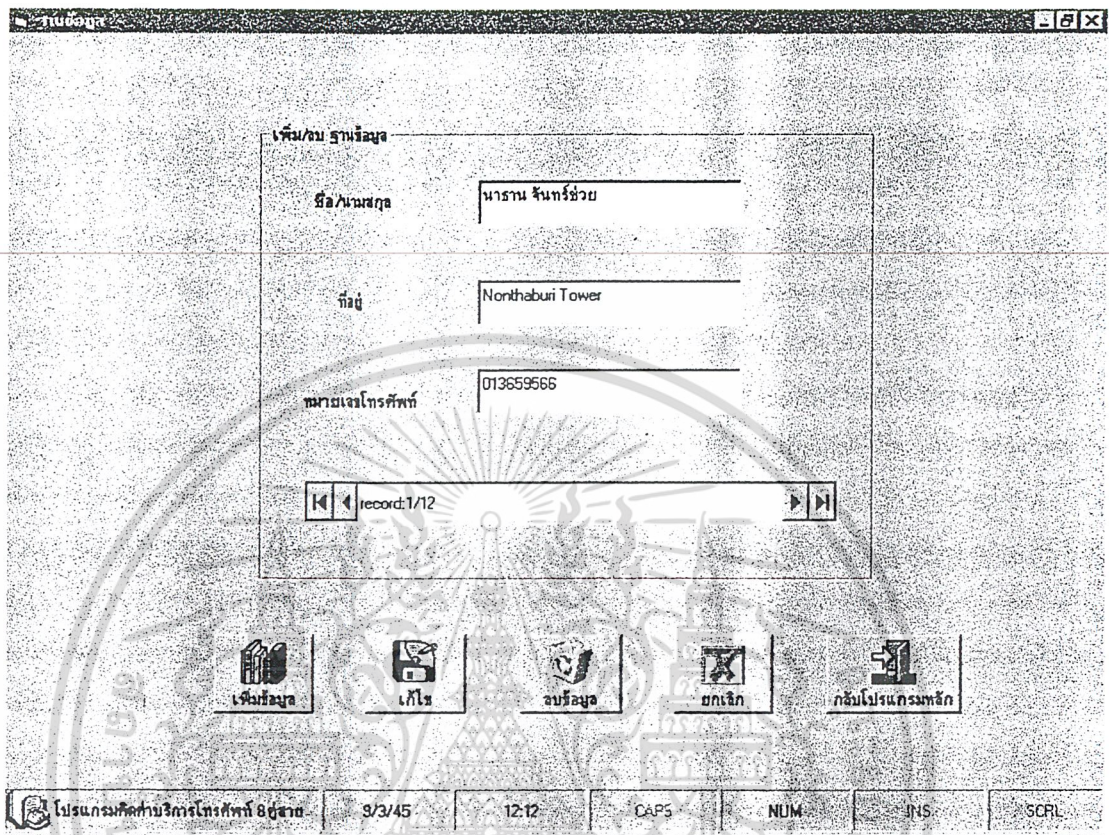 ฐานข้อมูล
เพิ่ม/ลบ ฐานข้อมูล
ชื่อ/นามสกุล
นาธาน จันทร์ช่วย
ที่อยู่
Nonthaburi Tower
หมายเลขโทรศัพท์
013659566
record:1/12
เพิ่มข้อมูล
แก้ไข
ลบข้อมูล
ยกเลิก
กลับโปรแกรมหลัก
โปรแกรมคิดค่าบริการโทรศัพท์ 8คู่สาย 9/3/45 12:12 CAPS NUM INS SCRL